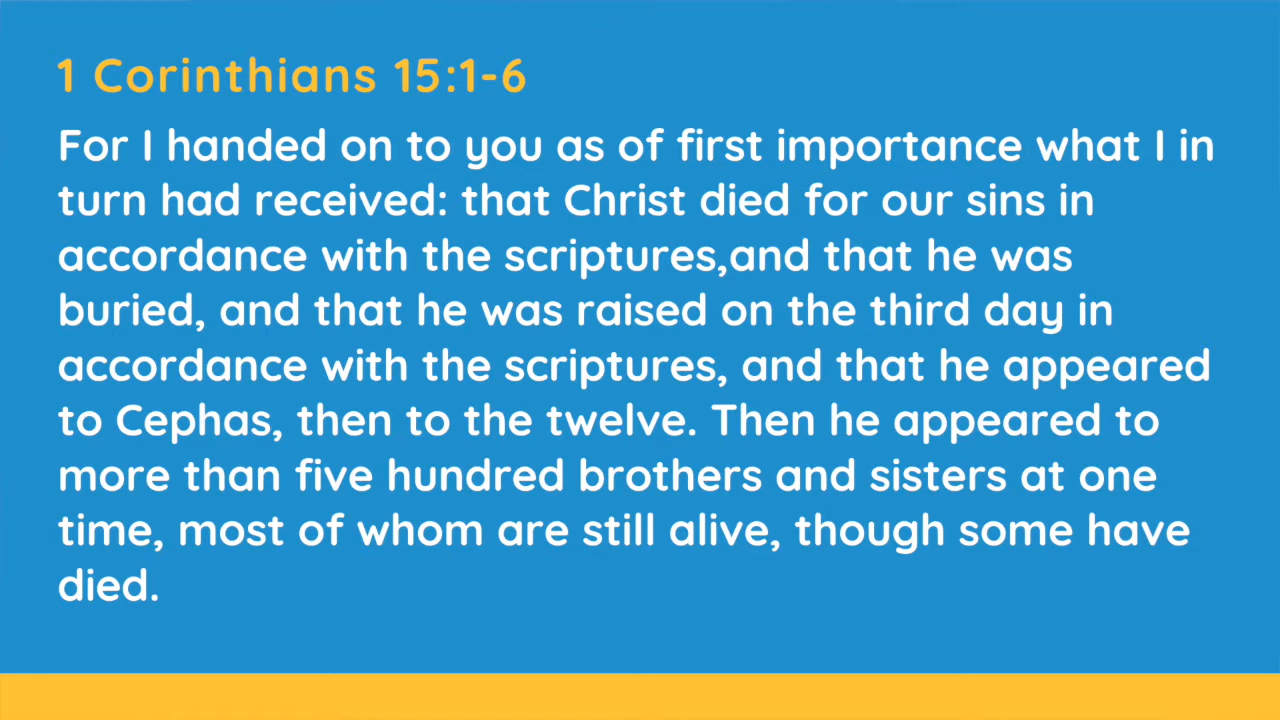 1 Corinthians 15:1-6
For I handed on to you as of first importance what I in
turn had received: that Christ died for our sins in
accordance with the scriptures,and that he was
buried, and that he was raised on the third day in
accordance with the scriptures, and that he appeared
to Cephas, then to the twelve. Then he appeared to
more than five hundred brothers and sisters at one
time, most of whom are still alive, though some have
died.